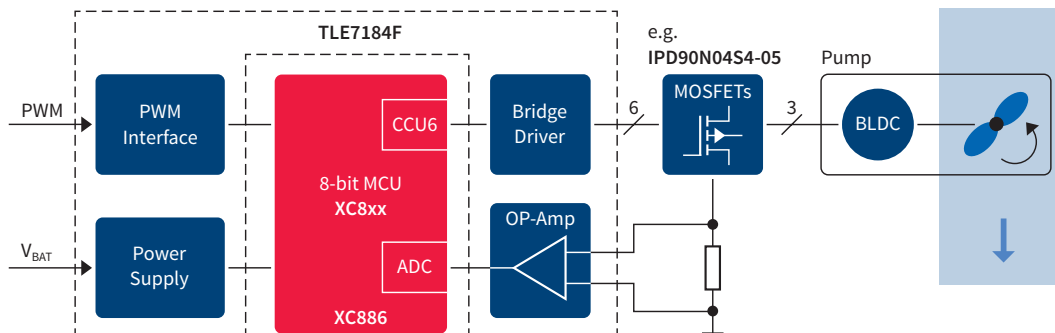 TLE7184F
e.g.
IPD90N04S4-05
Pump
PWM
PWM
Interface
CCU6
Bridge
Driver
6
MOSFETs
3
BLDC
8-bit MCU
XC8xx
V_BAT
Power
Supply
ADC
OP-Amp
XC886